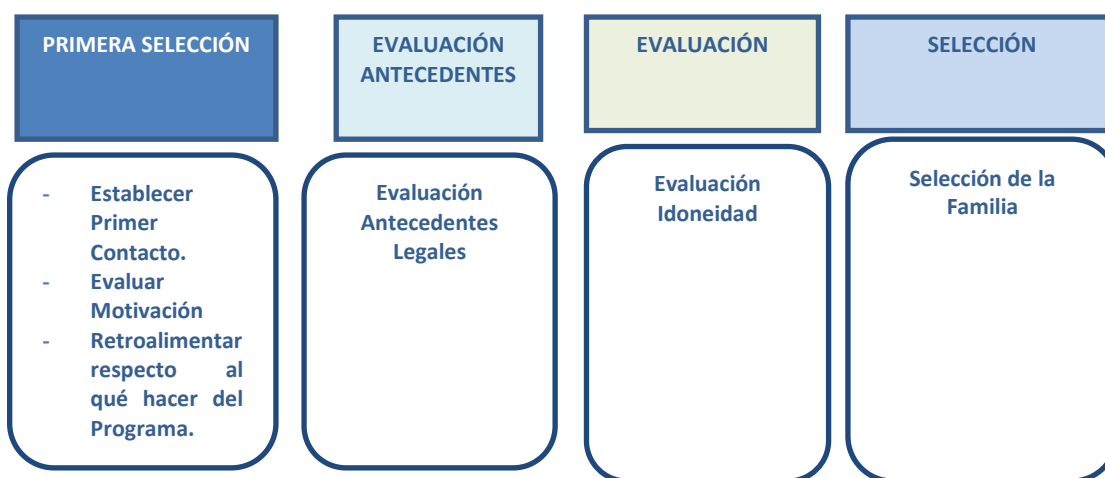 PRIMERA SELECCIÓN
- Establecer
Primer
Contacto.
- Evaluar
Motivación
- Retroalimentar
respecto al
qué hacer del
Programa.
EVALUACIÓN
ANTECEDENTES
Evaluación
Antecedentes
Legales
EVALUACIÓN
Evaluación
Idoneidad
SELECCIÓN
Selección de la
Familia